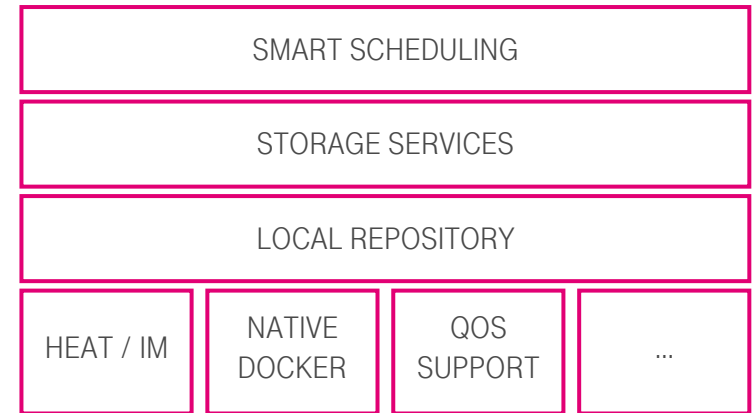 SMART SCHEDULING
STORAGE SERVICES
LOCAL REPOSITORY
HEAT / IM
NATIVE
DOCKER
QOS
SUPPORT
...